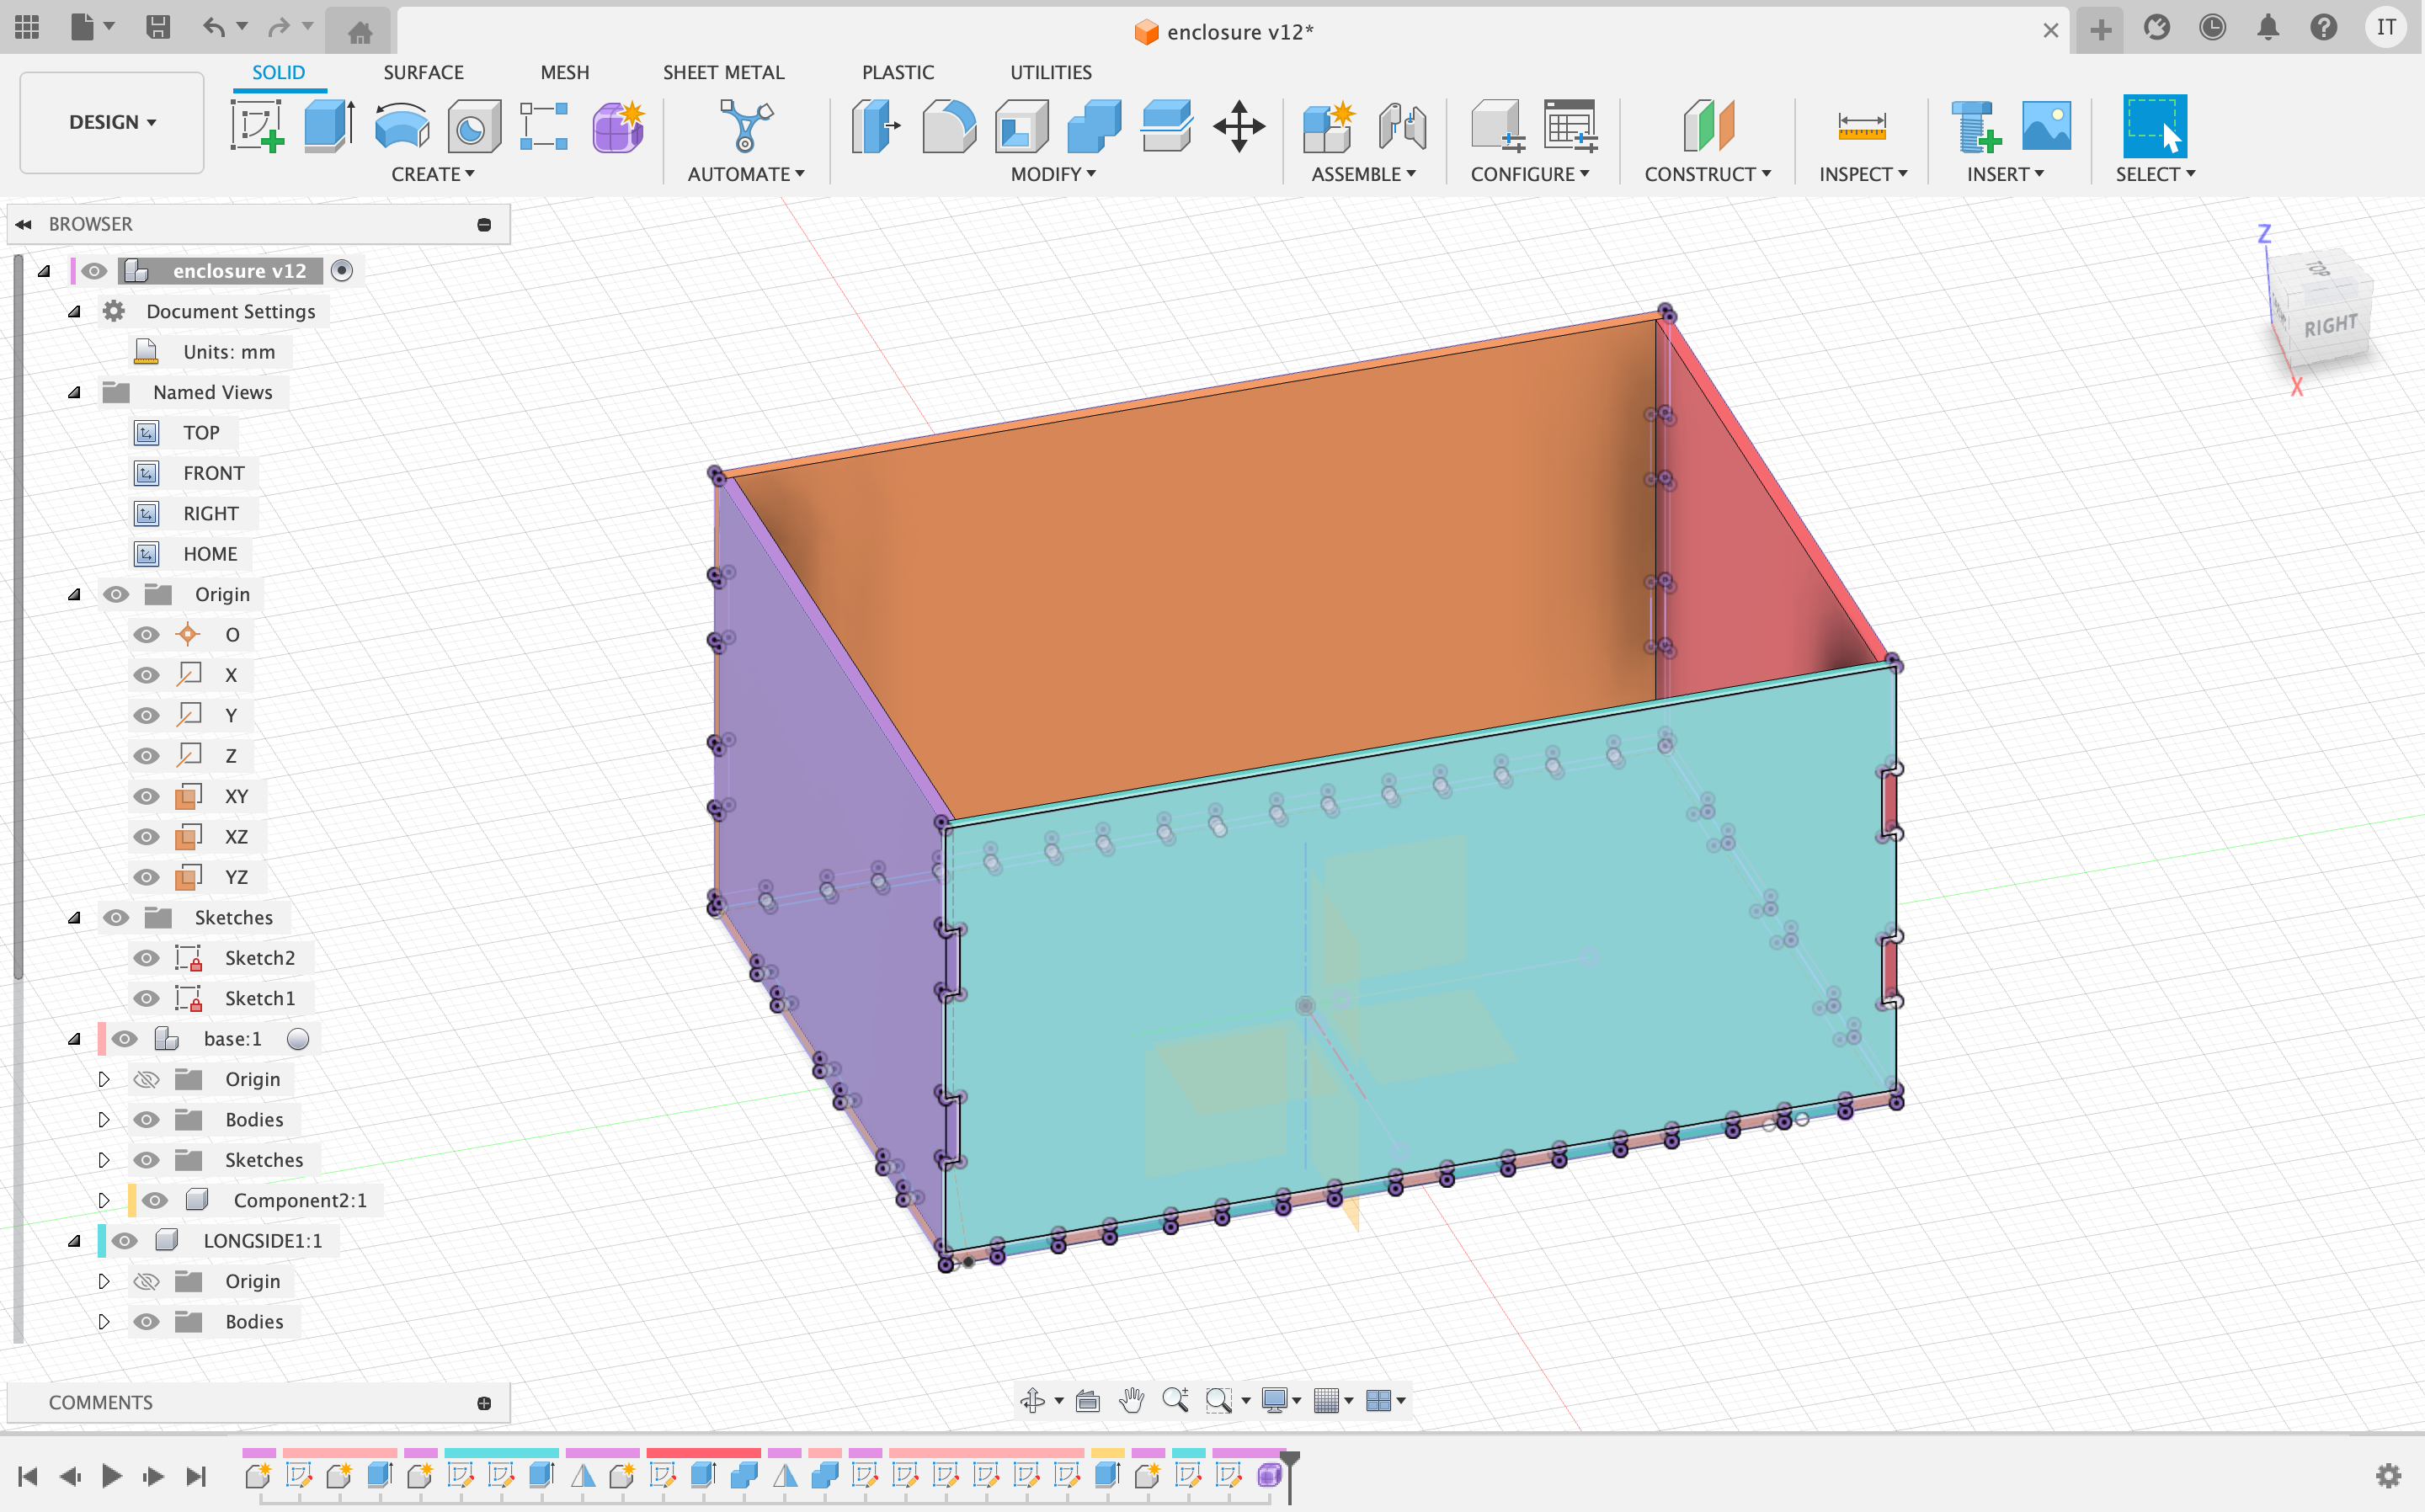 enclosure v12*
IT
DESIGN
SOLID
SURFACE
MESH
SHEET METAL
PLASTIC
UTILITIES
CREATE
AUTOMATE
MODIFY
ASSEMBLE
CONFIGURE
CONSTRUCT
INSPECT
INSERT
SELECT
BROWSER
enclosure v12
Document Settings
Units: mm
Named Views
TOP
FRONT
RIGHT
HOME
Origin
O
X
Y
Z
XY
XZ
YZ
Sketches
Sketch2
Sketch1
base:1
Origin
Bodies
Sketches
Component2:1
LONGSIDE1:1
Origin
Bodies
Z
TOP
RIGHT
X
COMMENTS